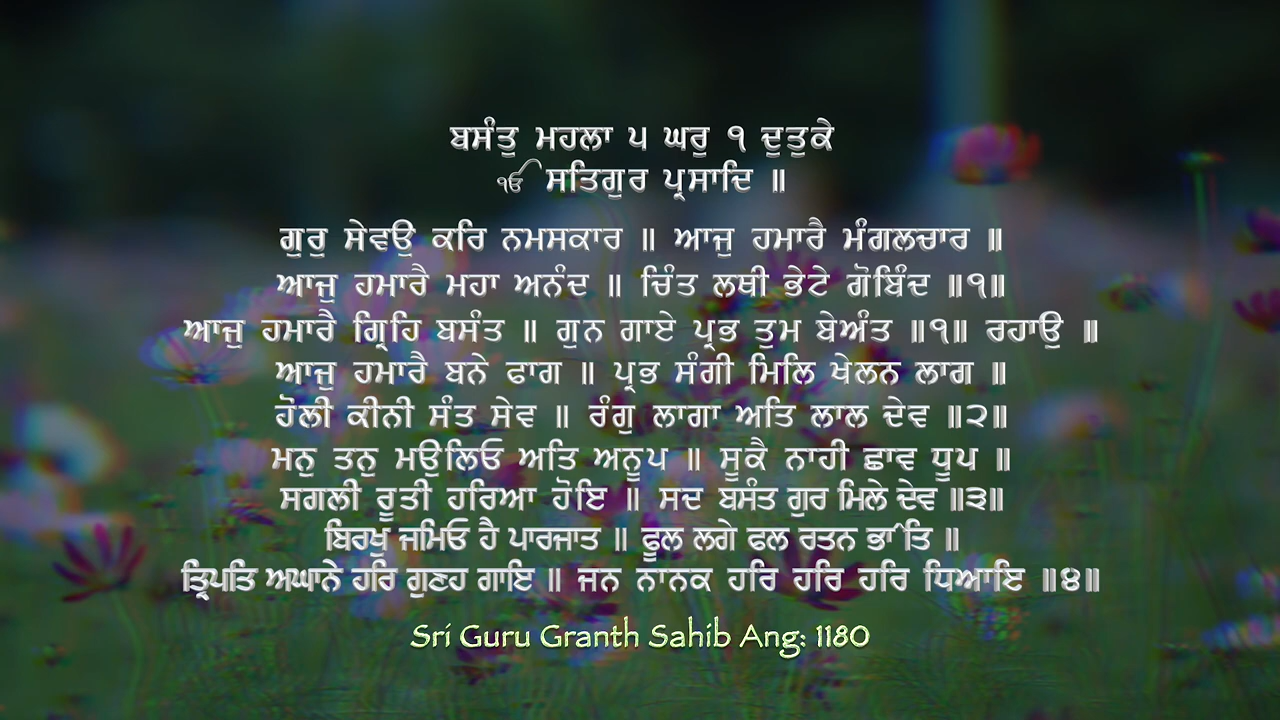 ਬਸੰਤੁ ਮਹਲਾ ੫ ਘਰੁ ੧ ਦੁਤੁਕੇ
ੴ ਸਤਿਗੁਰ ਪ੍ਰਸਾਦਿ ॥
ਗੁਰੁ ਸੇਵਉ ਕਰਿ ਨਮਸਕਾਰ ॥ ਆਜੁ ਹਮਾਰੈ ਮੰਗਲਚਾਰ ॥
ਆਜੁ ਹਮਾਰੈ ਮਹਾ ਅਨੰਦ ॥ ਚਿੰਤ ਲਥੀ ਭੇਟੇ ਗੋਬਿੰਦ ॥੧॥
ਆਜੁ ਹਮਾਰੈ ਗ੍ਰਿਹਿ ਬਸੰਤ ॥ ਗੁਨ ਗਾਏ ਪ੍ਰਭ ਤੁਮ ਬੇਅੰਤ ॥੧॥ ਰਹਾਉ ॥
ਆਜੁ ਹਮਾਰੈ ਬਨੇ ਫਾਗ ॥ ਪ੍ਰਭ ਸੰਗੀ ਮਿਲਿ ਖੇਲਨ ਲਾਗ ॥
ਹੋਲੀ ਕੀਨੀ ਸੰਤ ਸੇਵ ॥ ਰੰਗੁ ਲਾਗਾ ਅਤਿ ਲਾਲ ਦੇਵ ॥੨॥
ਮਨੁ ਤਨੁ ਮਉਲਿਓ ਅਤਿ ਅਨੂਪ ॥ ਸੂਕੈ ਨਾਹੀ ਛਾਵ ਧੂਪ ॥
ਸਗਲੀ ਰੂਤੀ ਹਰਿਆ ਹੋਇ ॥ ਸਦ ਬਸੰਤ ਗੁਰ ਮਿਲੇ ਦੇਵ ॥੩॥
ਬਿਰਖੁ ਜਮਿਓ ਹੈ ਪਾਰਜਾਤ ॥ ਫੂਲ ਲਗੇ ਫਲ ਰਤਨ ਭਾਂਤਿ ॥
ਤ੍ਰਿਪਤਿ ਅਘਾਨੇ ਹਰਿ ਗੁਣਹ ਗਾਇ ॥ ਜਨ ਨਾਨਕ ਹਰਿ ਹਰਿ ਹਰਿ ਧਿਆਇ ॥੪॥
Sri Guru Granth Sahib Ang: 1180